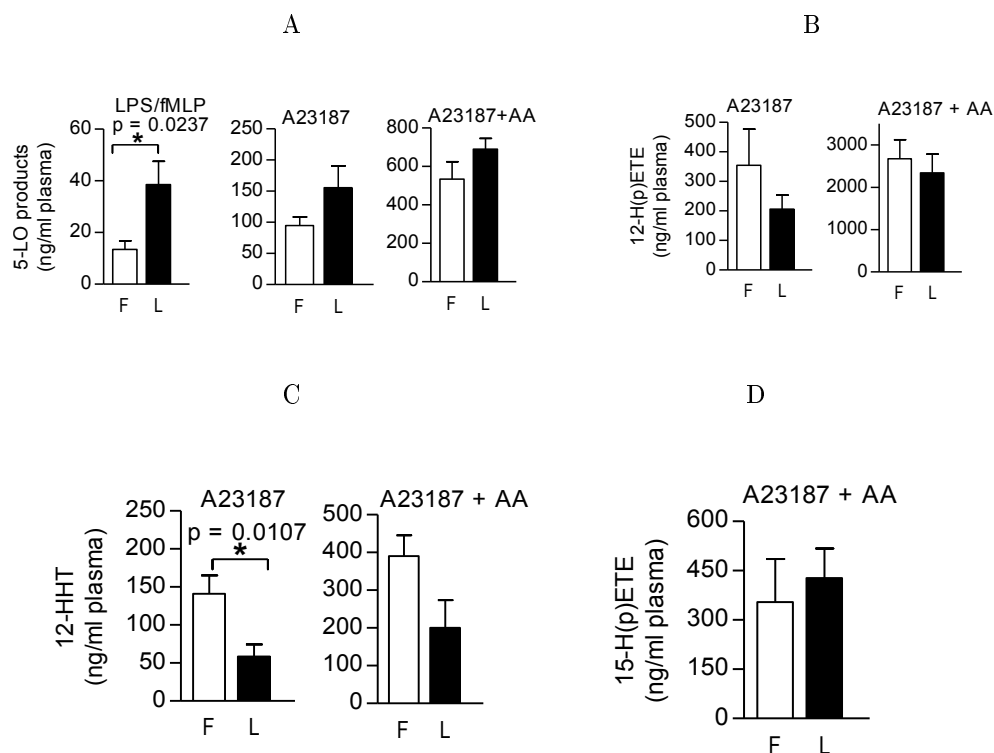 A
5-LO products
(ng/ml plasma)
LPS/fMLP
p = 0.0237
*
60
40
20
0
F L
A23187
250
200
150
100
50
0
F L
A23187+AA
800
600
400
200
0
F L
B
12-H(p)ETE
(ng/ml plasma)
A23187
500
400
300
200
100
0
F L
A23187 + AA
3000
2000
1000
0
F L
C
12-HHT
(ng/ml plasma)
A23187
p = 0.0107
*
250
200
150
100
50
0
F L
A23187 + AA
500
400
300
200
100
0
F L
D
15-H(p)ETE
(ng/ml plasma)
A23187 + AA
600
450
300
150
0
F L